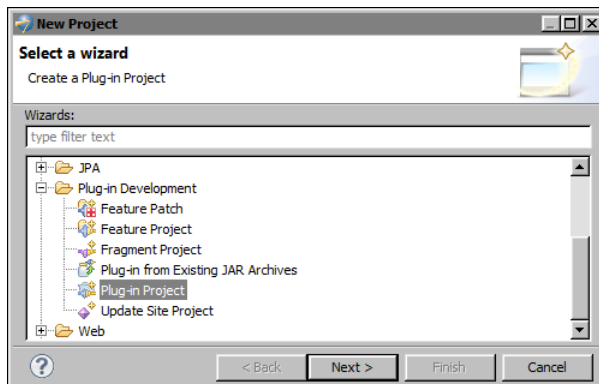 New Project
Select a wizard
Create a Plug-in Project
Wizards:
type filter text
JPA
Plug-in Development
Feature Patch
Feature Project
Fragment Project
Plug-in from Existing JAR Archives
Plug-in Project
Update Site Project
Web
< Back Next > Finish Cancel